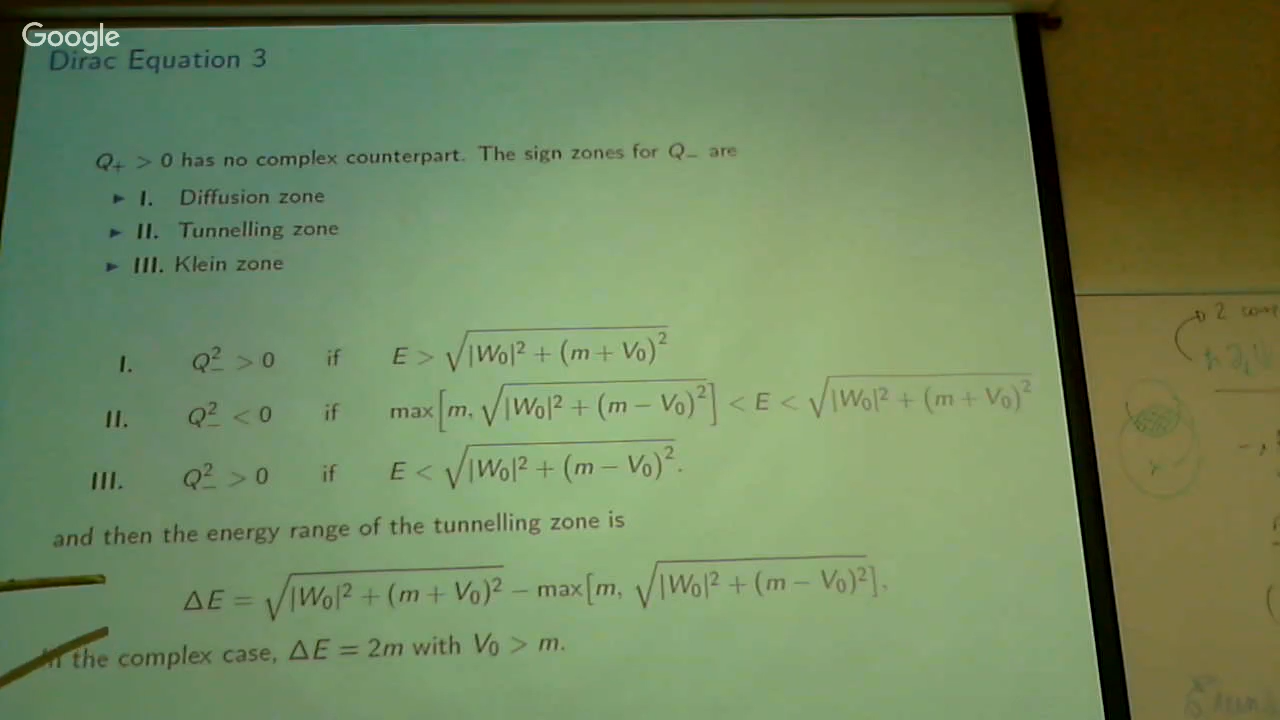 Google
Dirac Equation 3
Q₊ > 0 has no complex counterpart. The sign zones for Q₋ are
► I. Diffusion zone
► II. Tunnelling zone
► III. Klein zone
I. Q₋² > 0 if E > √(|W₀|² + (m + V₀)²)
II. Q₋² < 0 if max[m, √(|W₀|² + (m − V₀)²)] < E < √(|W₀|² + (m + V₀)²)
III. Q₋² > 0 if E < √(|W₀|² + (m − V₀)²).
and then the energy range of the tunnelling zone is
ΔE = √(|W₀|² + (m + V₀)²) − max[m, √(|W₀|² + (m − V₀)²)],
the complex case, ΔE = 2m with V₀ > m.
2